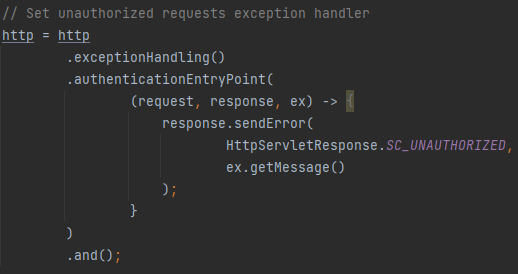 // Set unauthorized requests exception handler
http = http
        .exceptionHandling()
        .authenticationEntryPoint(
                (request, response, ex) -> {
                    response.sendError(
                            HttpServletResponse.SC_UNAUTHORIZED,
                            ex.getMessage()
                    );
                }
        )
        .and();